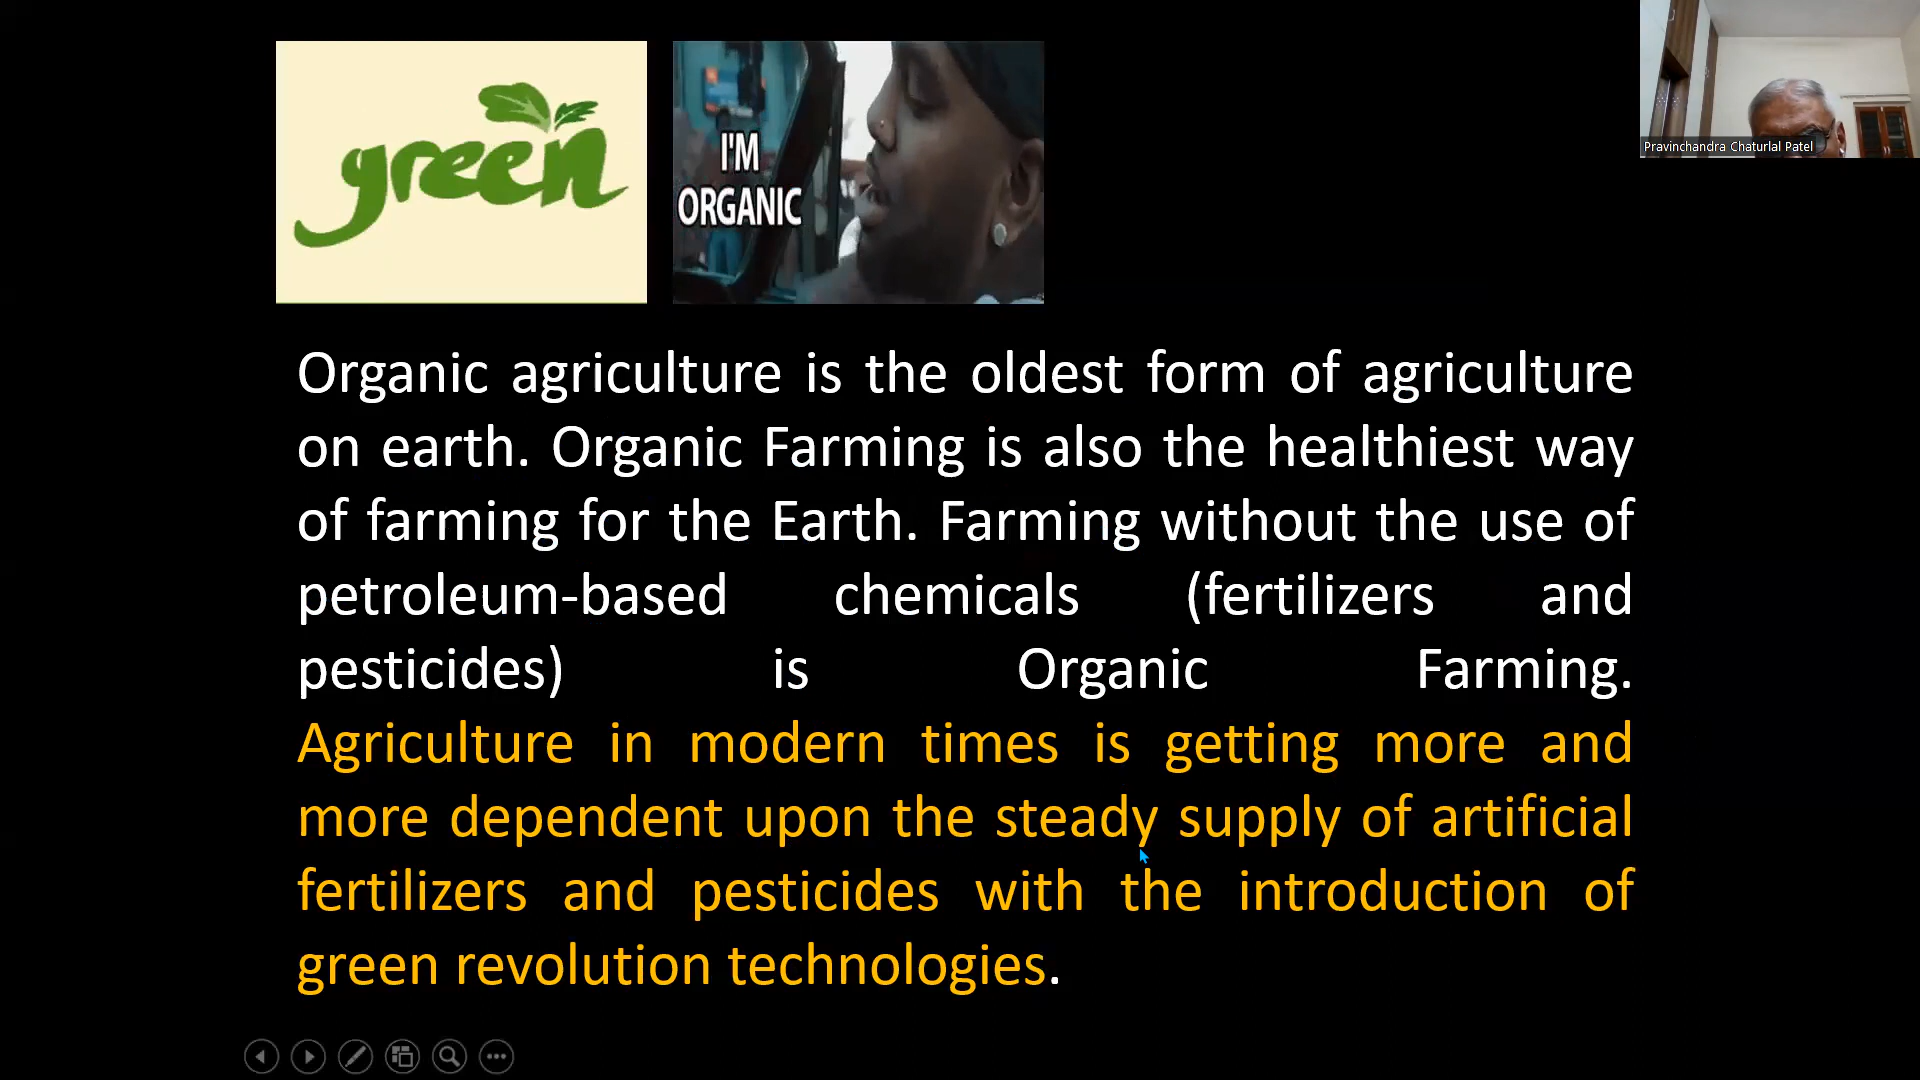 green
I'M
ORGANIC
Pravinchandra Chaturlal Patel
Organic agriculture is the oldest form of agriculture
on earth. Organic Farming is also the healthiest way
of farming for the Earth. Farming without the use of
petroleum-based chemicals (fertilizers and
pesticides) is Organic Farming.
Agriculture in modern times is getting more and
more dependent upon the steady supply of artificial
fertilizers and pesticides with the introduction of
green revolution technologies.